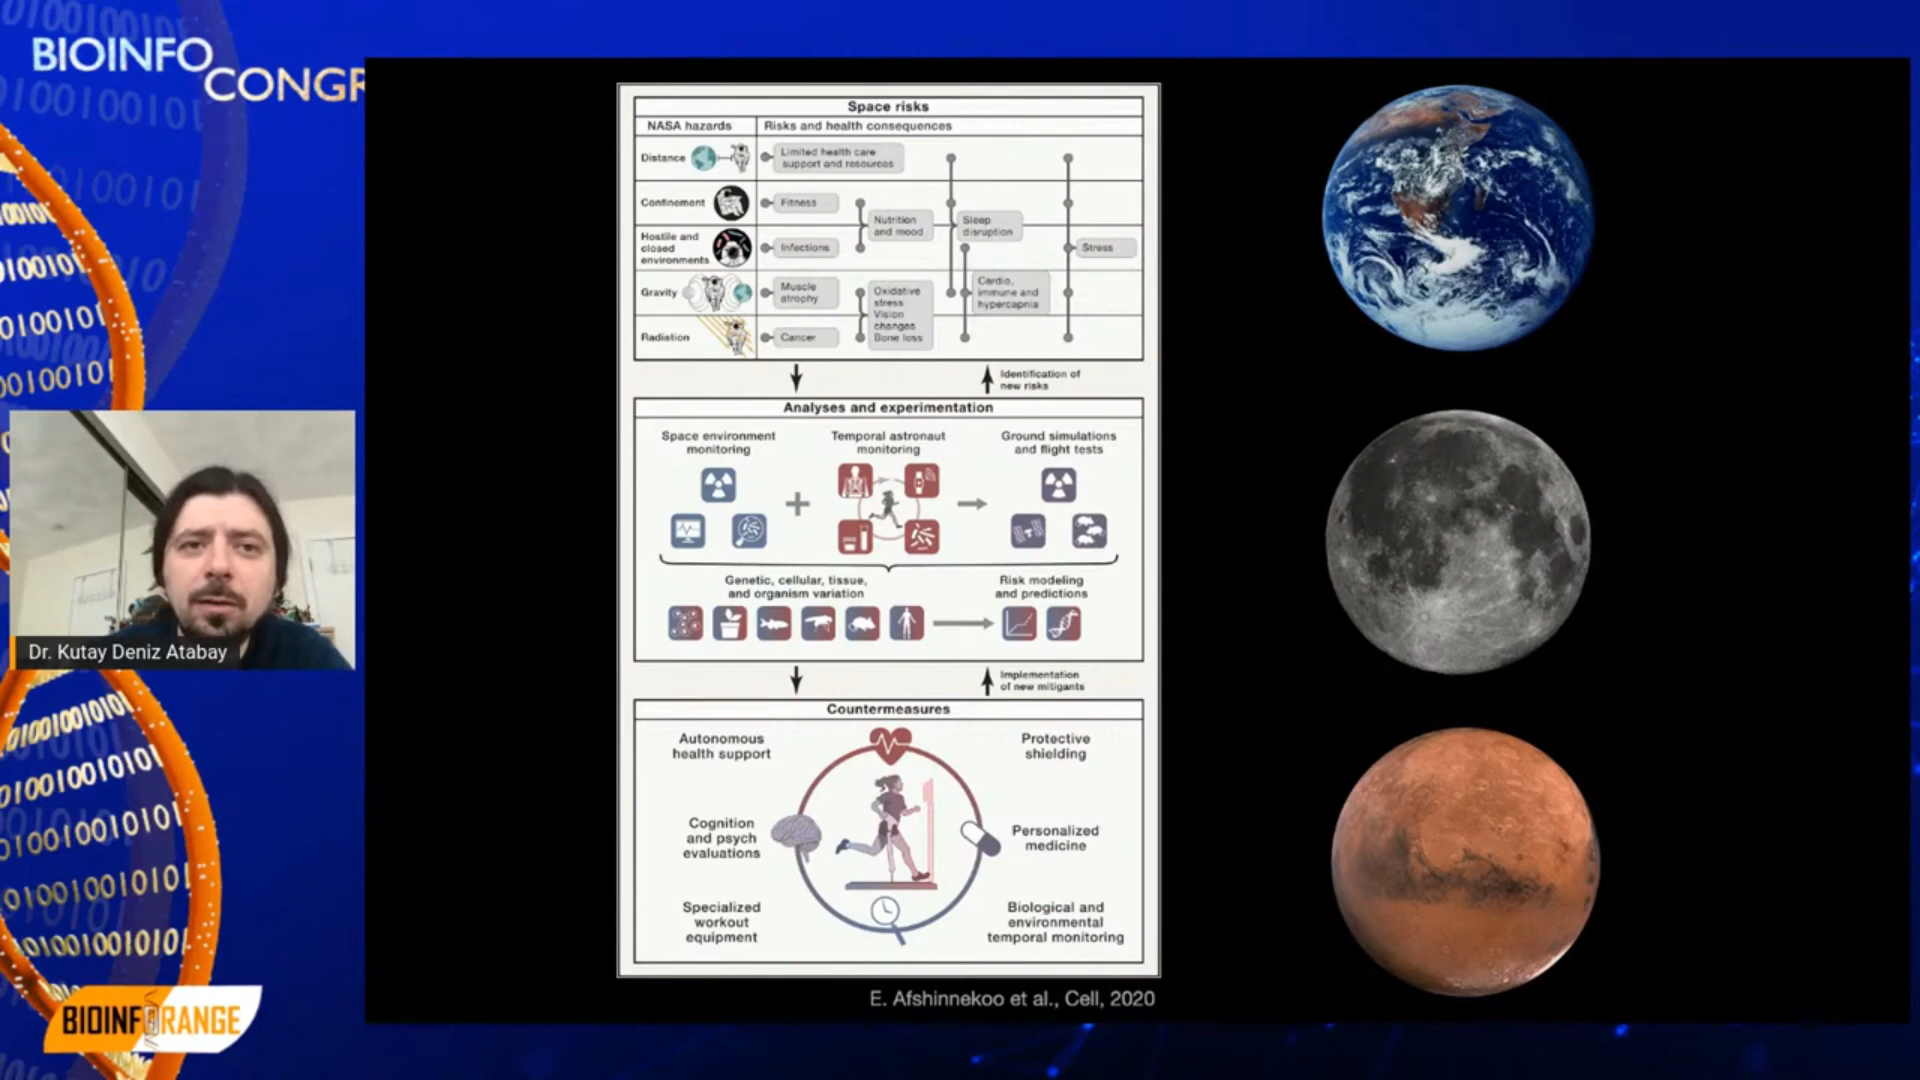 BIOINFO
CONGR
Space risks
NASA hazards
Risks and health consequences
Distance
Limited health care
support and resources
Confinement
Fitness
Nutrition
and mood
Sleep
disruption
Hostile and
closed
environments
Infections
Stress
Gravity
Muscle
atrophy
Oxidative
stress
Vision
changes
Bone loss
Cardio,
immune and
hypercapnia
Radiation
Cancer
Identification of
new risks
Analyses and experimentation
Space environment
monitoring
Temporal astronaut
monitoring
Ground simulations
and flight tests
Genetic, cellular, tissue,
and organism variation
Risk modeling
and predictions
Implementation
of new mitigants
Countermeasures
Autonomous
health support
Protective
shielding
Cognition
and psych
evaluations
Personalized
medicine
Specialized
workout
equipment
Biological and
environmental
temporal monitoring
E. Afshinnekoo et al., Cell, 2020
Dr. Kutay Deniz Atabay
BIOINFORANGE